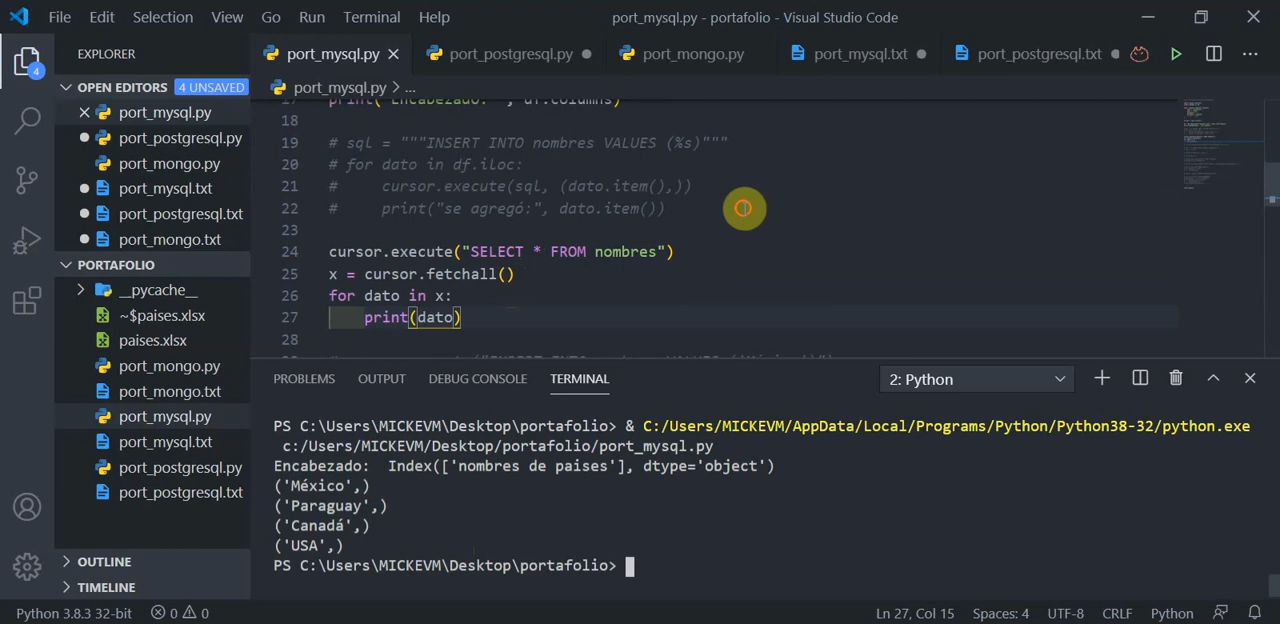 File Edit Selection View Go Run Terminal Help port_mysql.py - portafolio - Visual Studio Code
EXPLORER
port_mysql.py port_postgresql.py port_mongo.py port_mysql.txt port_postgresql.txt
4
OPEN EDITORS 4 UNSAVED
port_mysql.py
port_postgresql.py
port_mongo.py
port_mysql.txt
port_postgresql.txt
port_mongo.txt
PORTAFOLIO
__pycache__
~$paises.xlsx
paises.xlsx
port_mongo.py
port_mongo.txt
port_mysql.py
port_mysql.txt
port_postgresql.py
port_postgresql.txt
OUTLINE
TIMELINE
port_mysql.py > ...
18
19 # sql = """INSERT INTO nombres VALUES (%s)"""
20 # for dato in df.iloc:
21 #     cursor.execute(sql, (dato.item(),))
22 #     print("se agregó:", dato.item())
23
24 cursor.execute("SELECT * FROM nombres")
25 x = cursor.fetchall()
26 for dato in x:
27     print(dato)
28
PROBLEMS OUTPUT DEBUG CONSOLE TERMINAL 2: Python
PS C:\Users\MICKEVM\Desktop\portafolio> & C:/Users/MICKEVM/AppData/Local/Programs/Python/Python38-32/python.exe
c:/Users/MICKEVM/Desktop/portafolio/port_mysql.py
Encabezado:  Index(['nombres de paises'], dtype='object')
('México',)
('Paraguay',)
('Canadá',)
('USA',)
PS C:\Users\MICKEVM\Desktop\portafolio>
Python 3.8.3 32-bit 0 0 Ln 27, Col 15 Spaces: 4 UTF-8 CRLF Python